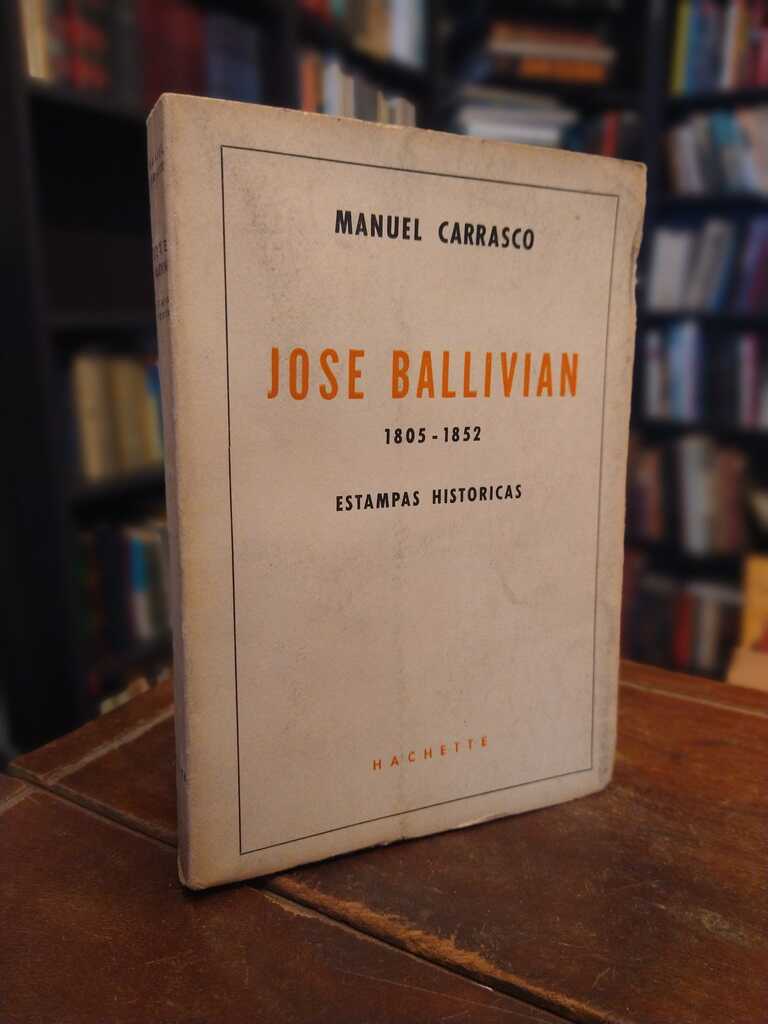 MANUEL CARRASCO
JOSE BALLIVIAN
1805-1852
ESTAMPAS HISTORICAS
HACHETTE